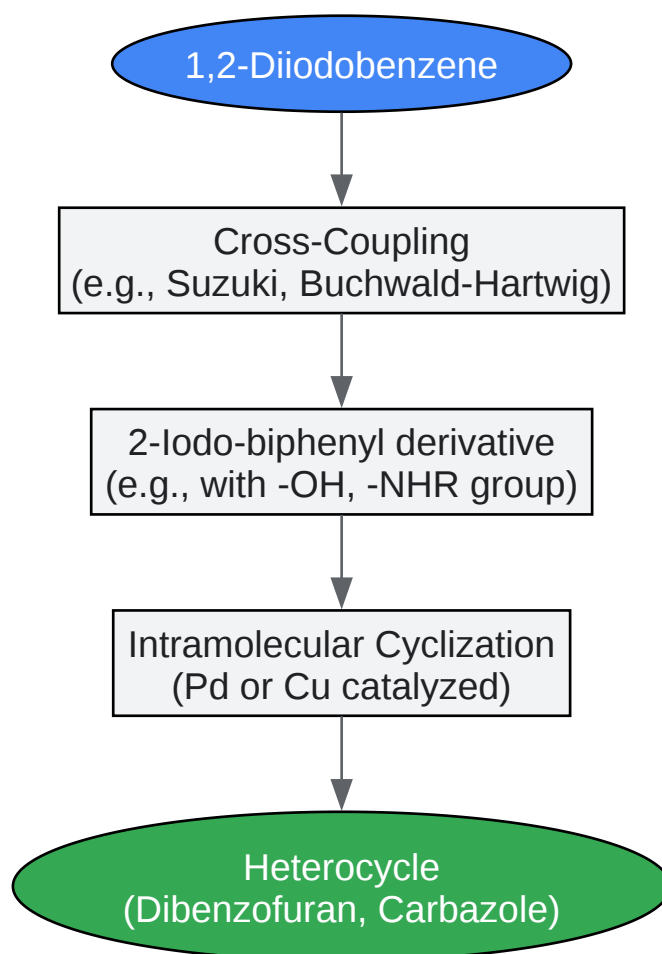 1,2-Diiodobenzene
Cross-Coupling
(e.g., Suzuki, Buchwald-Hartwig)
2-Iodo-biphenyl derivative
(e.g., with -OH, -NHR group)
Intramolecular Cyclization
(Pd or Cu catalyzed)
Heterocycle
(Dibenzofuran, Carbazole)